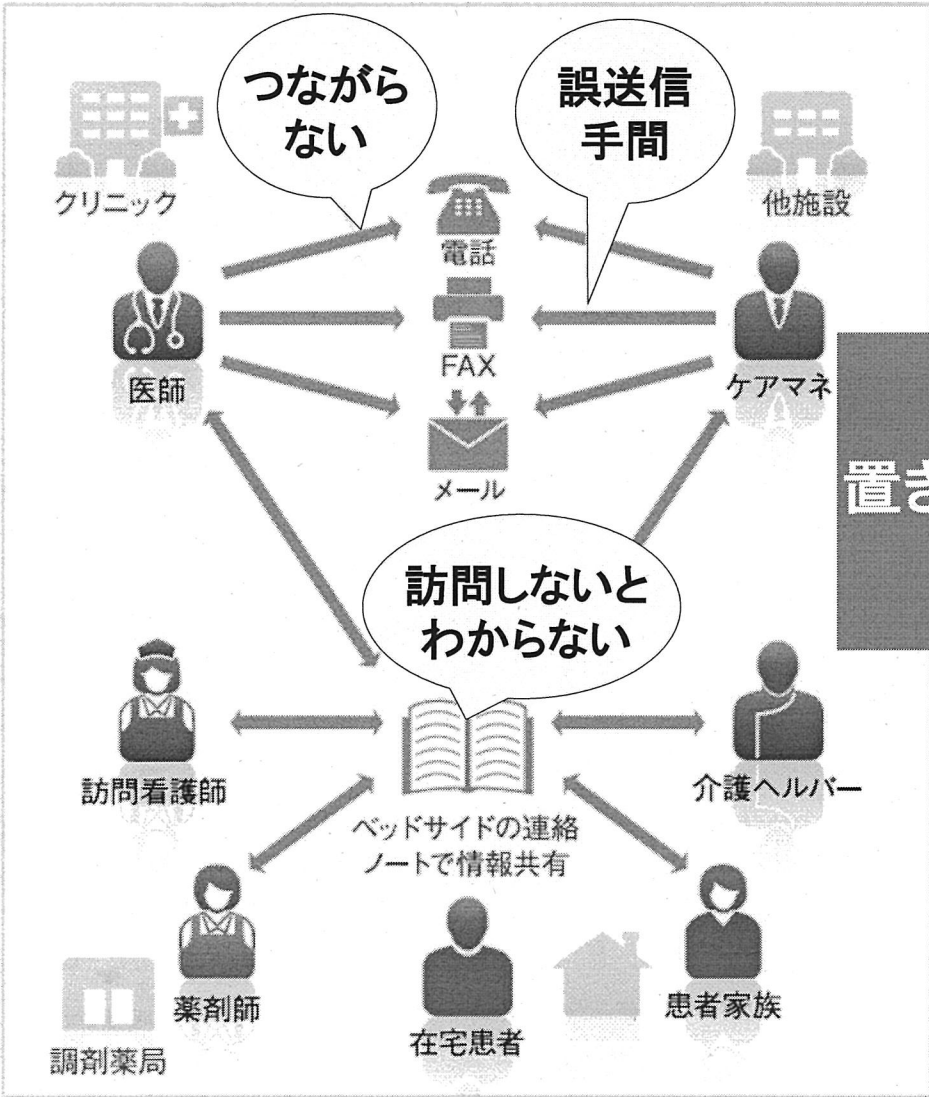 つながら
ない
誤送信
手間
クリニック
他施設
電話
FAX
医師
ケアマネ
メール
置き
訪問しないと
わからない
訪問看護師
介護ヘルパー
ベッドサイドの連絡
ノートで情報共有
薬剤師
患者家族
在宅患者
調剤薬局